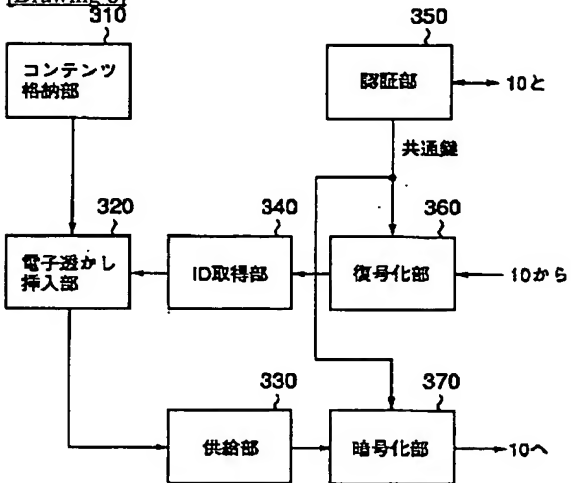 310
コンテンツ
格納部
350
認証部
10と
共通鍵
320
電子透かし
挿入部
340
ID取得部
360
復号化部
10から
330
供給部
370
暗号化部
10へ